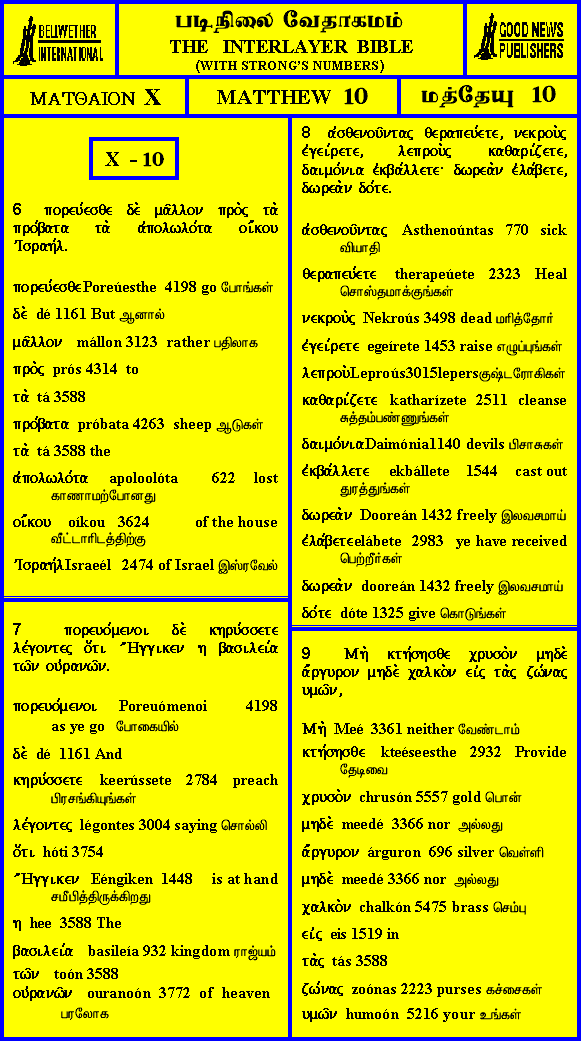 BELLWETHER
INTERNATIONAL
படிநிலை வேதாகமம்
THE INTERLAYER BIBLE
(WITH STRONG'S NUMBERS)
GOOD NEWS
PUBLISHERS
ΜΑΤΘΑΙΟΝ X
MATTHEW 10
மத்தேயு 10
X - 10
6 πορεύεσθε δὲ μᾶλλον πρὸς τὰ
πρόβατα τὰ ἀπολωλότα οἴκου
Ἰσραήλ.
πορεύεσθε Poreúesthe 4198 go போங்கள்
δὲ dé 1161 But ஆனால்
μᾶλλον mállon 3123 rather பதிலாக
πρὸς prós 4314 to
τὰ tá 3588
πρόβατα próbata 4263 sheep ஆடுகள்
τὰ tá 3588 the
ἀπολωλότα apoloolóta 622 lost
காணாமற்போனது
οἴκου oíkou 3624 of the house
வீட்டாரிடத்திற்கு
Ἰσραήλ Israeél 2474 of Israel இஸ்ரவேல்
7 πορευόμενοι δὲ κηρύσσετε
λέγοντες ὅτι Ἤγγικεν η βασιλεία
τῶν οὐρανῶν.
πορευόμενοι Poreuómenoi 4198
as ye go போகையில்
δὲ dé 1161 And
κηρύσσετε keerússete 2784 preach
பிரசங்கியுங்கள்
λέγοντες légontes 3004 saying சொல்லி
ὅτι hóti 3754
Ἤγγικεν Eéngiken 1448 is at hand
சமீபித்திருக்கிறது
η hee 3588 The
βασιλεία basileía 932 kingdom ராஜ்யம்
τῶν toón 3588
οὐρανῶν ouranoón 3772 of heaven
பரலோக
8 ἀσθενοῦντας θεραπεύετε, νεκροὺς
ἐγείρετε, λεπροὺς καθαρίζετε,
δαιμόνια ἐκβάλλετε· δωρεὰν ἐλάβετε,
δωρεὰν δότε.
ἀσθενοῦντας Asthenoúntas 770 sick
வியாதி
θεραπεύετε therapeúete 2323 Heal
சொஸ்தமாக்குங்கள்
νεκροὺς Nekroús 3498 dead மரித்தோர்
ἐγείρετε egeírete 1453 raise எழுப்புங்கள்
λεπροὺ Leproús 3015 lepers குஷ்டரோகிகள்
καθαρίζετε katharízete 2511 cleanse
சுத்தம்பண்ணுங்கள்
δαιμόνια Daimónia 1140 devils பிசாசுகள்
ἐκβάλλετε ekbállete 1544 cast out
துரத்துங்கள்
δωρεὰν Dooreán 1432 freely இலவசமாய்
ἐλάβετε elábete 2983 ye have received
பெற்றீர்கள்
δωρεὰν dooreán 1432 freely இலவசமாய்
δότε dóte 1325 give கொடுங்கள்
9 Μὴ κτήσησθε χρυσὸν μηδὲ
ἄργυρον μηδὲ χαλκὸν εἰς τὰς ζώνας
υμῶν,
Μὴ Meé 3361 neither வேண்டாம்
κτήσησθε kteéseesthe 2932 Provide
தேடிவை
χρυσὸν chrusón 5557 gold பொன்
μηδὲ meedé 3366 nor அல்லது
ἄργυρον árguron 696 silver வெள்ளி
μηδὲ meedé 3366 nor அல்லது
χαλκὸν chalkón 5475 brass செம்பு
εἰς eis 1519 in
τὰς tás 3588
ζώνας zoónas 2223 purses கச்சைகள்
υμῶν humoón 5216 your உங்கள்